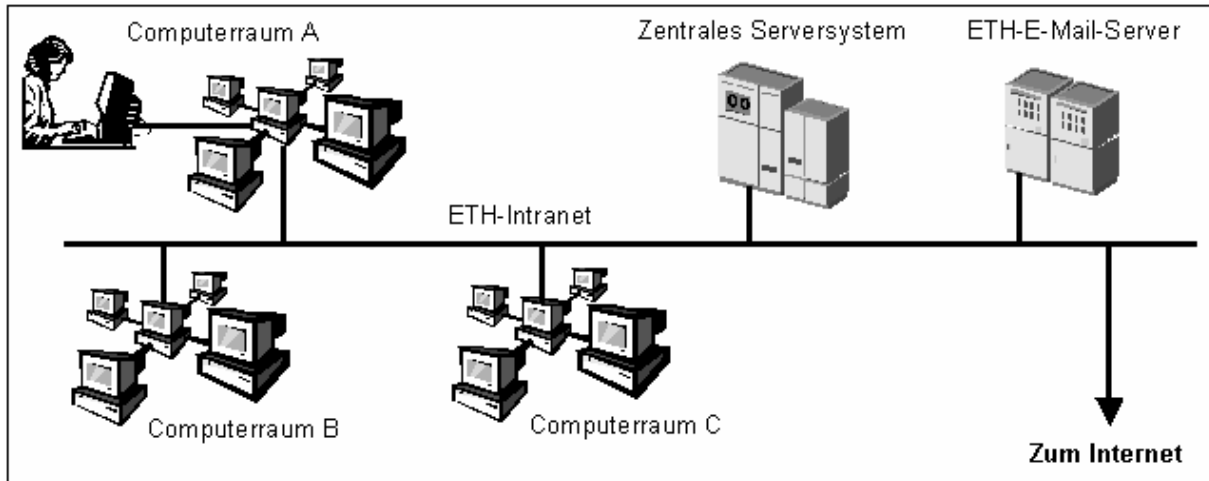 Computerraum A
Zentrales Serversystem
ETH-E-Mail-Server
ETH-Intranet
Computerraum B
Computerraum C
Zum Internet